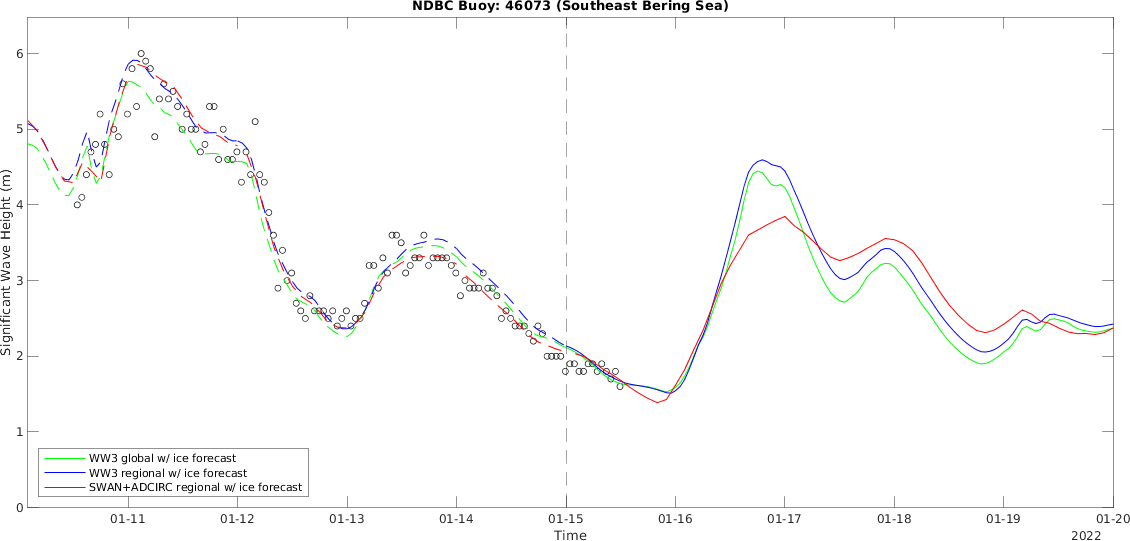 NDBC Buoy: 46073 (Southeast Bering Sea)
6
5
4
3
2
1
0
Significant Wave Height (m)
WW3 global w/ ice forecast
WW3 regional w/ ice forecast
SWAN+ADCIRC regional w/ ice forecast
01-11 01-12 01-13 01-14 01-15 01-16 01-17 01-18 01-19 01-20
Time
2022